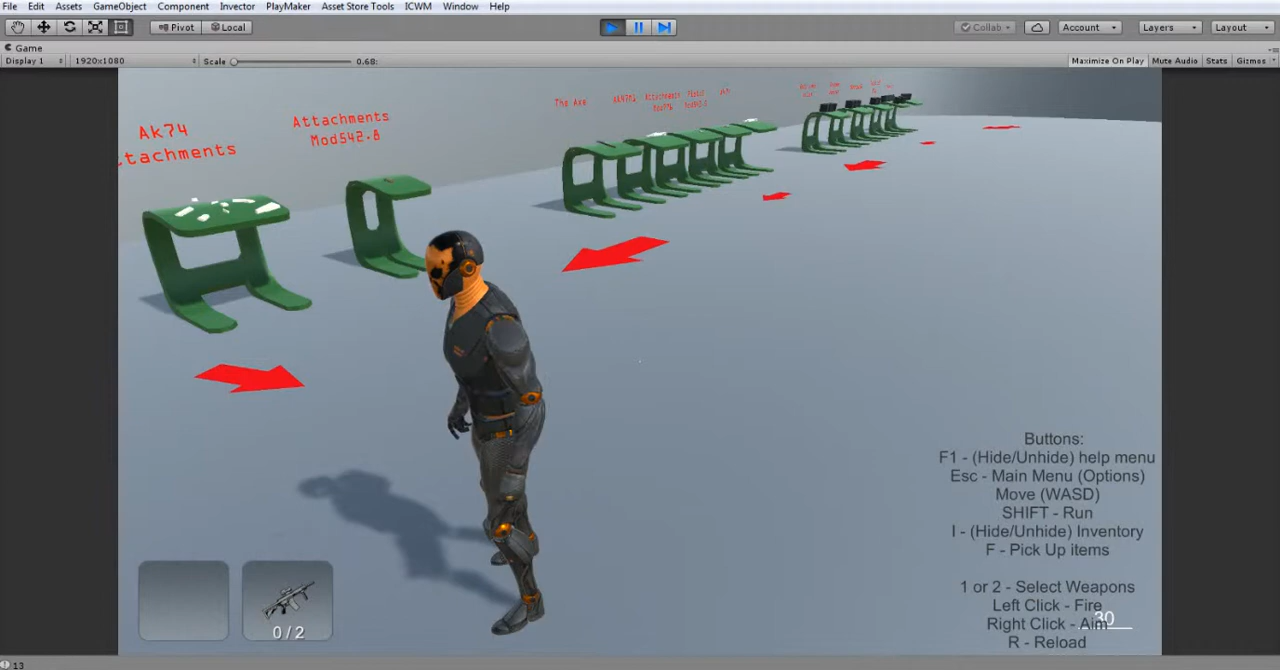 File Edit Assets GameObject Component Invector PlayMaker Asset Store Tools ICWM Window Help
Pivot Local Collab Account Layers Layout
Game
Display 1 1920x1080 Scale 0.68: Maximize On Play Mute Audio Stats Gizmos
Ak74
ttachments
Attachments
Mod542.8
The Axe
Buttons:
F1 - (Hide/Unhide) help menu
Esc - Main Menu (Options)
Move (WASD)
SHIFT - Run
I - (Hide/Unhide) Inventory
F - Pick Up items
1 or 2 - Select Weapons
Left Click - Fire
Right Click - Aim
30
R - Reload
0 / 2
13